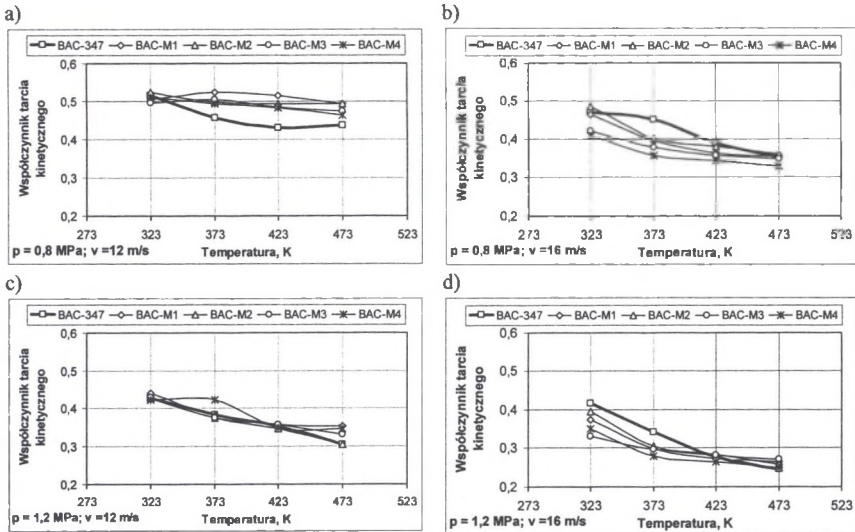 a)
BAC-347 BAC-M1 BAC-M2 BAC-M3 BAC-M4
Współczynnik tarcia
kinetycznego
0,6
0,5
0,4
0,3
0,2
273 323 373 423 473 523
p = 0,8 MPa; v =12 m/s Temperatura, K
b)
BAC-347 BAC-M1 BAC-M2 BAC-M3 BAC-M4
Współczynnik tarcia
kinetycznego
0,6
0,5
0,4
0,3
0,2
273 323 373 423 473 523
p = 0,8 MPa; v =16 m/s Temperatura, K
c)
BAC-347 BAC-M1 BAC-M2 BAC-M3 BAC-M4
Współczynnik tarcia
kinetycznego
0,6
0,5
0,4
0,3
0,2
273 323 373 423 473 523
p = 1,2 MPa; v =12 m/s Temperatura, K
d)
BAC-347 BAC-M1 BAC-M2 BAC-M3 BAC-M4
Współczynnik tarcia
kinetycznego
0,6
0,5
0,4
0,3
0,2
273 323 373 423 473 523
p = 1,2 MPa; v =16 m/s Temperatura, K